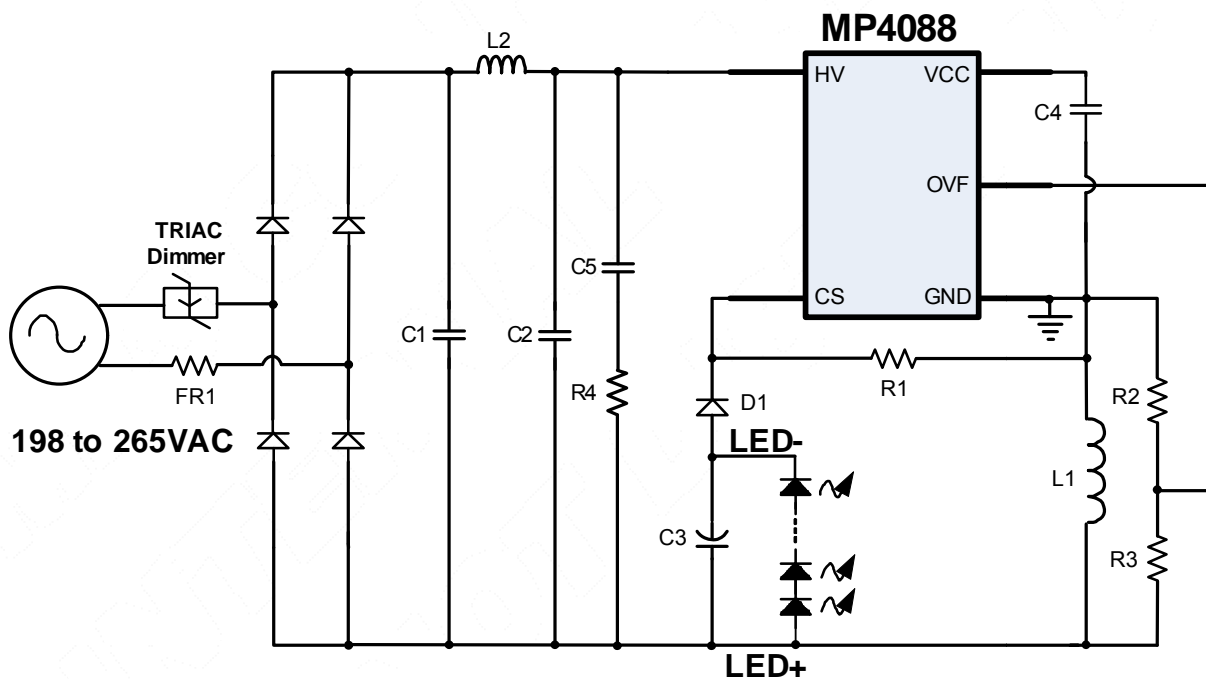 MP4088
L2
HV
VCC
C4
OVF
TRIAC
Dimmer
C5
CS
GND
C1
C2
R1
FR1
R4
D1
R2
198 to 265VAC
LED-
L1
C3
R3
LED+